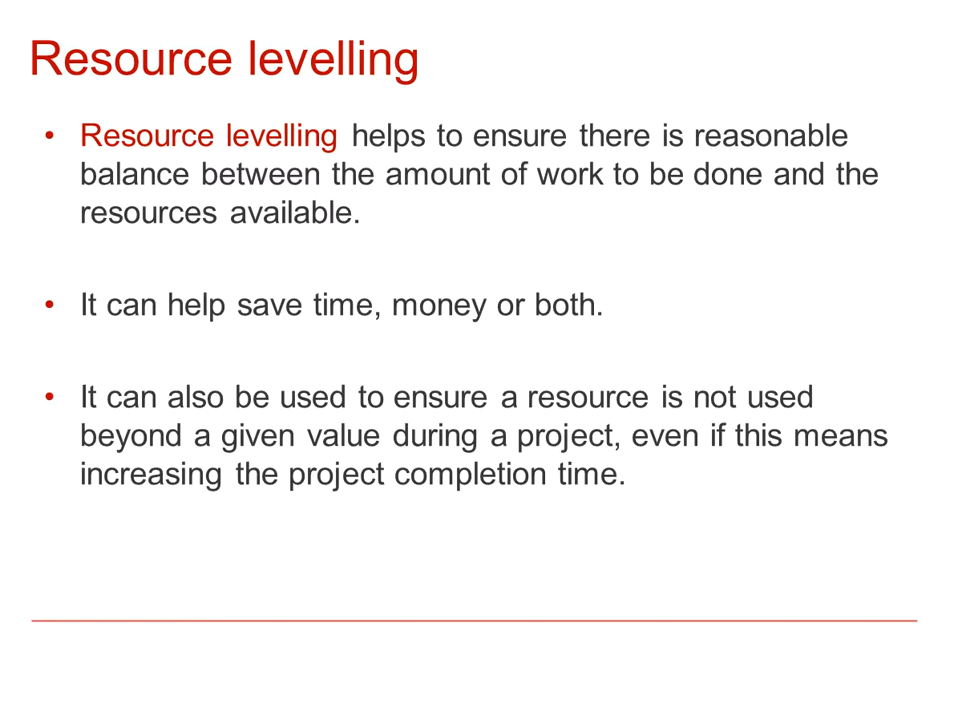 Resource levelling
• Resource levelling helps to ensure there is reasonable
balance between the amount of work to be done and the
resources available.
• It can help save time, money or both.
• It can also be used to ensure a resource is not used
beyond a given value during a project, even if this means
increasing the project completion time.